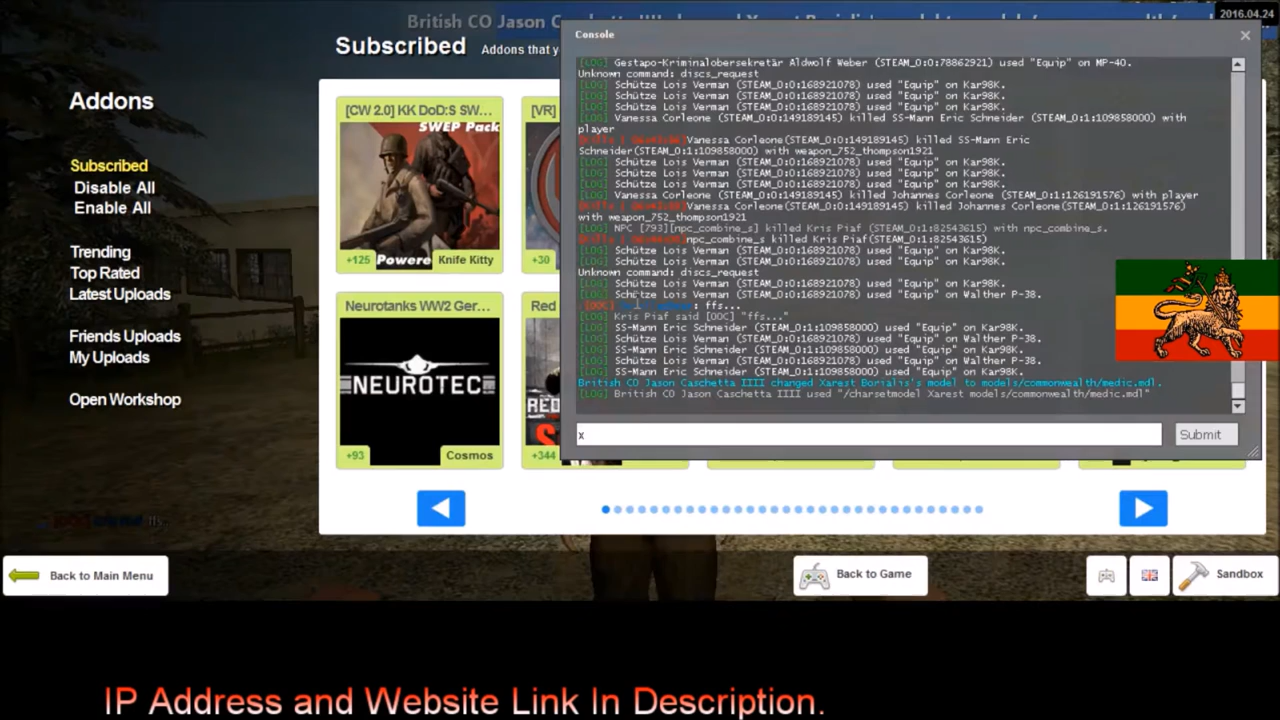 2016.04.24
British CO Jason
Subscribed
Addons that y
Addons
Subscribed
Disable All
Enable All
Trending
Top Rated
Latest Uploads
Friends Uploads
My Uploads
Open Workshop
[CW 2.0] KK DoD:S SW...
SWEP Pack
+125
Powere
Knife Kitty
[VR]
+30
Neurotanks WW2 Ger...
NEUROTEC
+93
Cosmos
Red
RED
+344
Console
[LOG] Gestapo-Kriminalobersekretär Aldwolf Weber (STEAM_0:0:78862921) used "Equip" on MP-40.
Unknown command: discs_request
[LOG] Schütze Lois Verman (STEAM_0:0:168921078) used "Equip" on Kar98K.
[LOG] Schütze Lois Verman (STEAM_0:0:168921078) used "Equip" on Kar98K.
[LOG] Schütze Lois Verman (STEAM_0:0:168921078) used "Equip" on Kar98K.
[LOG] Vanessa Corleone (STEAM_0:0:149189145) killed SS-Mann Eric Schneider (STEAM_0:1:109858000) with
player
Vanessa Corleone(STEAM_0:0:149189145) killed SS-Mann Eric
Schneider(STEAM_0:1:109858000) with weapon_752_thompson1921
[LOG] Schütze Lois Verman (STEAM_0:0:168921078) used "Equip" on Kar98K.
[LOG] Schütze Lois Verman (STEAM_0:0:168921078) used "Equip" on Kar98K.
[LOG] Schütze Lois Verman (STEAM_0:0:168921078) used "Equip" on Kar98K.
[LOG] Vanessa Corleone (STEAM_0:0:149189145) killed Johannes Corleone (STEAM_0:1:126191576) with player
Vanessa Corleone(STEAM_0:0:149189145) killed Johannes Corleone(STEAM_0:1:126191576)
with weapon_752_thompson1921
[LOG] NPC [793][npc_combine_s] killed Kris Piaf (STEAM_0:1:82543615) with npc_combine_s.
npc_combine_s killed Kris Piaf(STEAM_0:1:82543615)
[LOG] Schütze Lois Verman (STEAM_0:0:168921078) used "Equip" on Kar98K.
[LOG] Schütze Lois Verman (STEAM_0:0:168921078) used "Equip" on Kar98K.
Unknown command: discs_request
[LOG] Schütze Lois Verman (STEAM_0:0:168921078) used "Equip" on Kar98K.
[LOG] Schütze Lois Verman (STEAM_0:0:168921078) used "Equip" on Walther P-38.
[OOC] : ffs...
[LOG] Kris Piaf said [OOC] "ffs..."
[LOG] SS-Mann Eric Schneider (STEAM_0:1:109858000) used "Equip" on Kar98K.
[LOG] Schütze Lois Verman (STEAM_0:0:168921078) used "Equip" on Walther P-38.
[LOG] SS-Mann Eric Schneider (STEAM_0:1:109858000) used "Equip" on Kar98K.
[LOG] Schütze Lois Verman (STEAM_0:0:168921078) used "Equip" on Walther P-38.
[LOG] SS-Mann Eric Schneider (STEAM_0:1:109858000) used "Equip" on Kar98K.
British CO Jason Caschetta IIII changed Xarest Borialis's model to models/commonwealth/medic.mdl.
[LOG] British CO Jason Caschetta IIII used "/charsetmodel Xarest models/commonwealth/medic.mdl"
x
Submit
Back to Main Menu
Back to Game
Sandbox
IP Address and Website Link In Description.